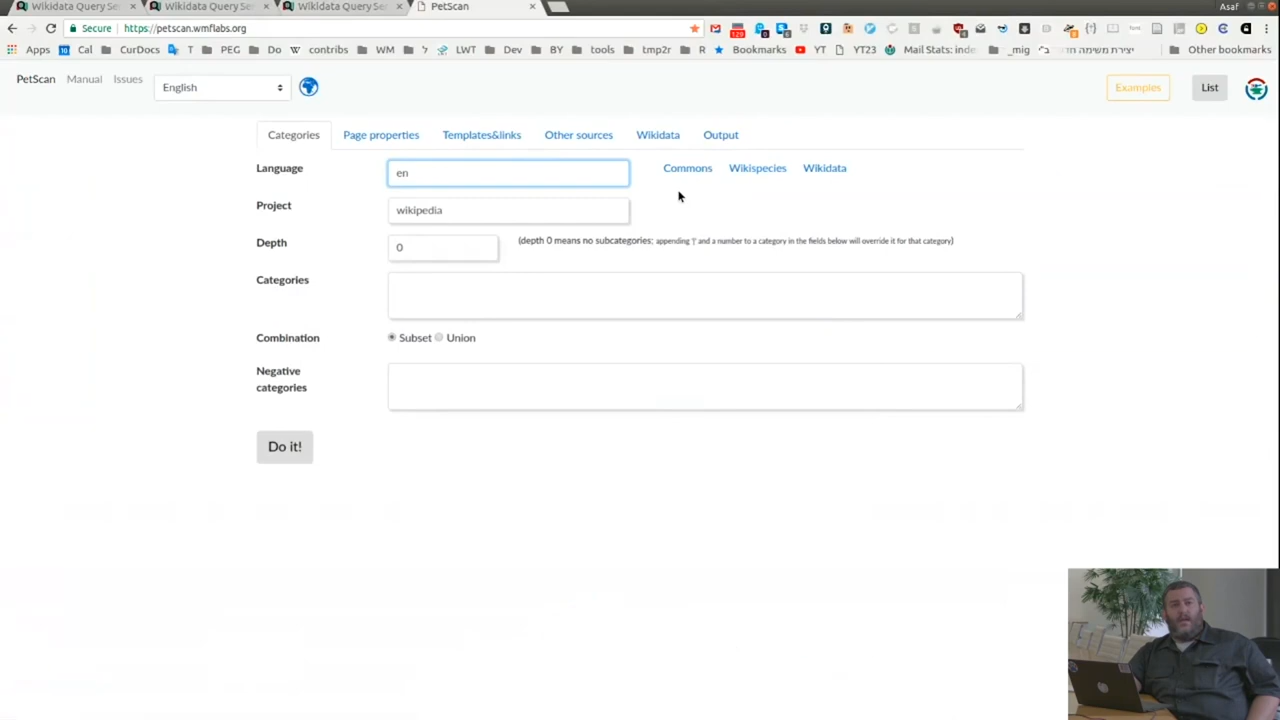 Wikidata Query Se Wikidata Query Se Wikidata Query Se PetScan Asaf
Secure https://petscan.wmflabs.org
Apps Cal CurDocs T PEG Do contribs WM ל LWT Dev BY tools tmp2r R Bookmarks YT YT23 Mail Stats: inde _mig Other bookmarks
PetScan Manual Issues English Examples List
Categories Page properties Templates&links Other sources Wikidata Output
Language en Commons Wikispecies Wikidata
Project wikipedia
Depth 0 (depth 0 means no subcategories; appending '|' and a number to a category in the fields below will override it for that category)
Categories
Combination Subset Union
Negative
categories
Do it!